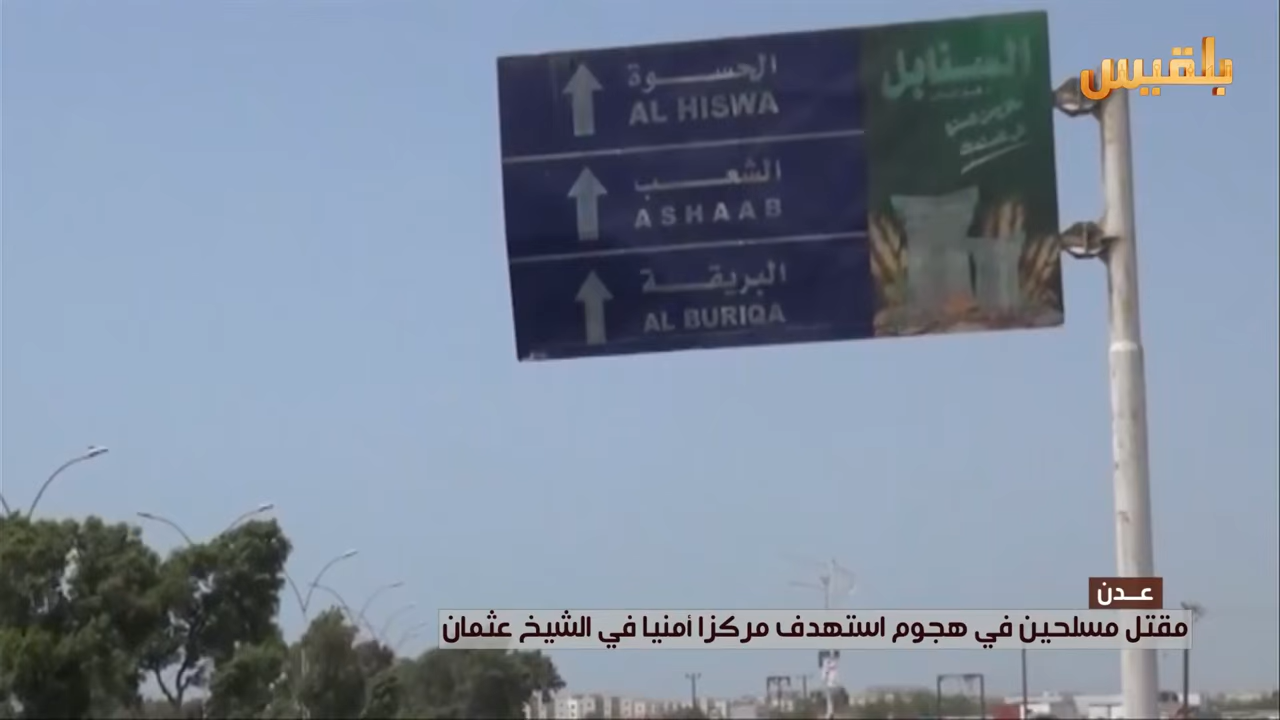 بلقيس
الحسوة
AL HISWA
الشعب
ASHAAB
البريقة
AL BURIQA
السنابل
عدن
مقتل مسلحين في هجوم استهدف مركزا أمنيا في الشيخ عثمان